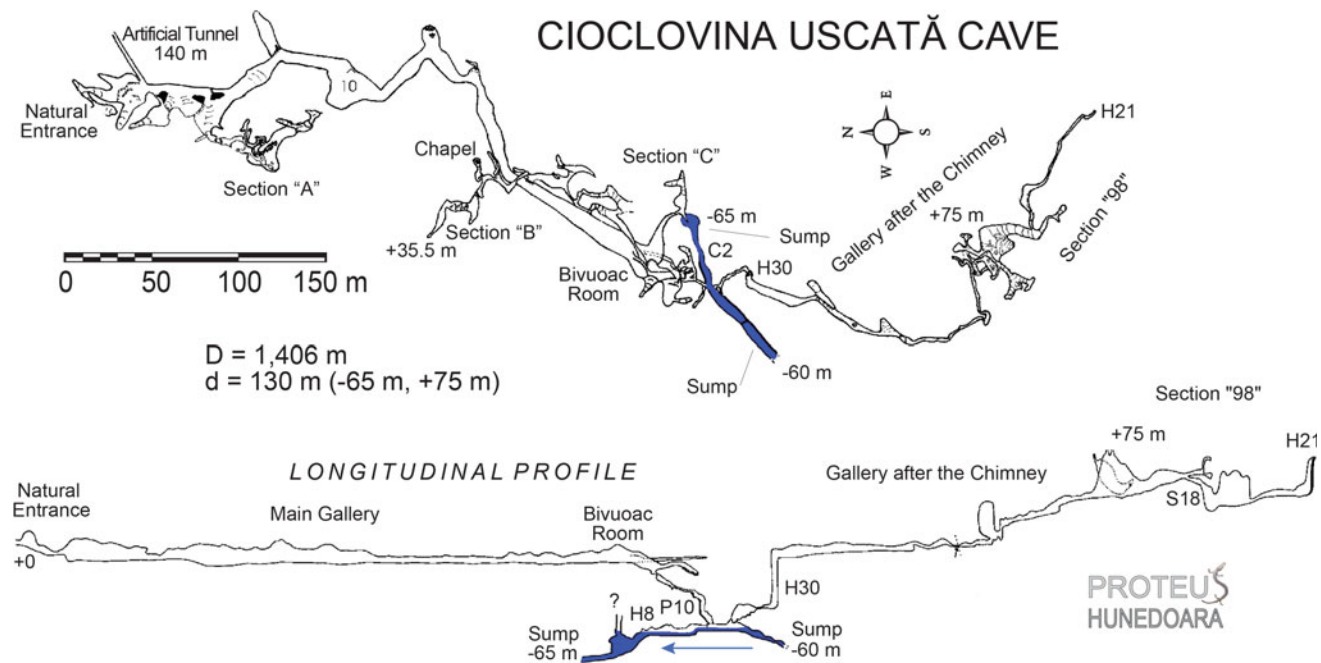 CIOCLOVINA USCATĂ CAVE
Artificial Tunnel
140 m
Natural
Entrance
10
Section "A"
Chapel
Section "B"
+35.5 m
Section "C"
-65 m
Sump
C2
H30
Bivuoac
Room
Sump
-60 m
N
E
S
W
Gallery after the Chimney
+75 m
Section "98"
H21
0 50 100 150 m
D = 1,406 m
d = 130 m (-65 m, +75 m)
LONGITUDINAL PROFILE
Natural
Entrance
+0
Main Gallery
Bivuoac
Room
Gallery after the Chimney
Section "98"
+75 m
H21
S18
H30
P10
H8
?
Sump
-65 m
Sump
-60 m
PROTEUS
HUNEDOARA